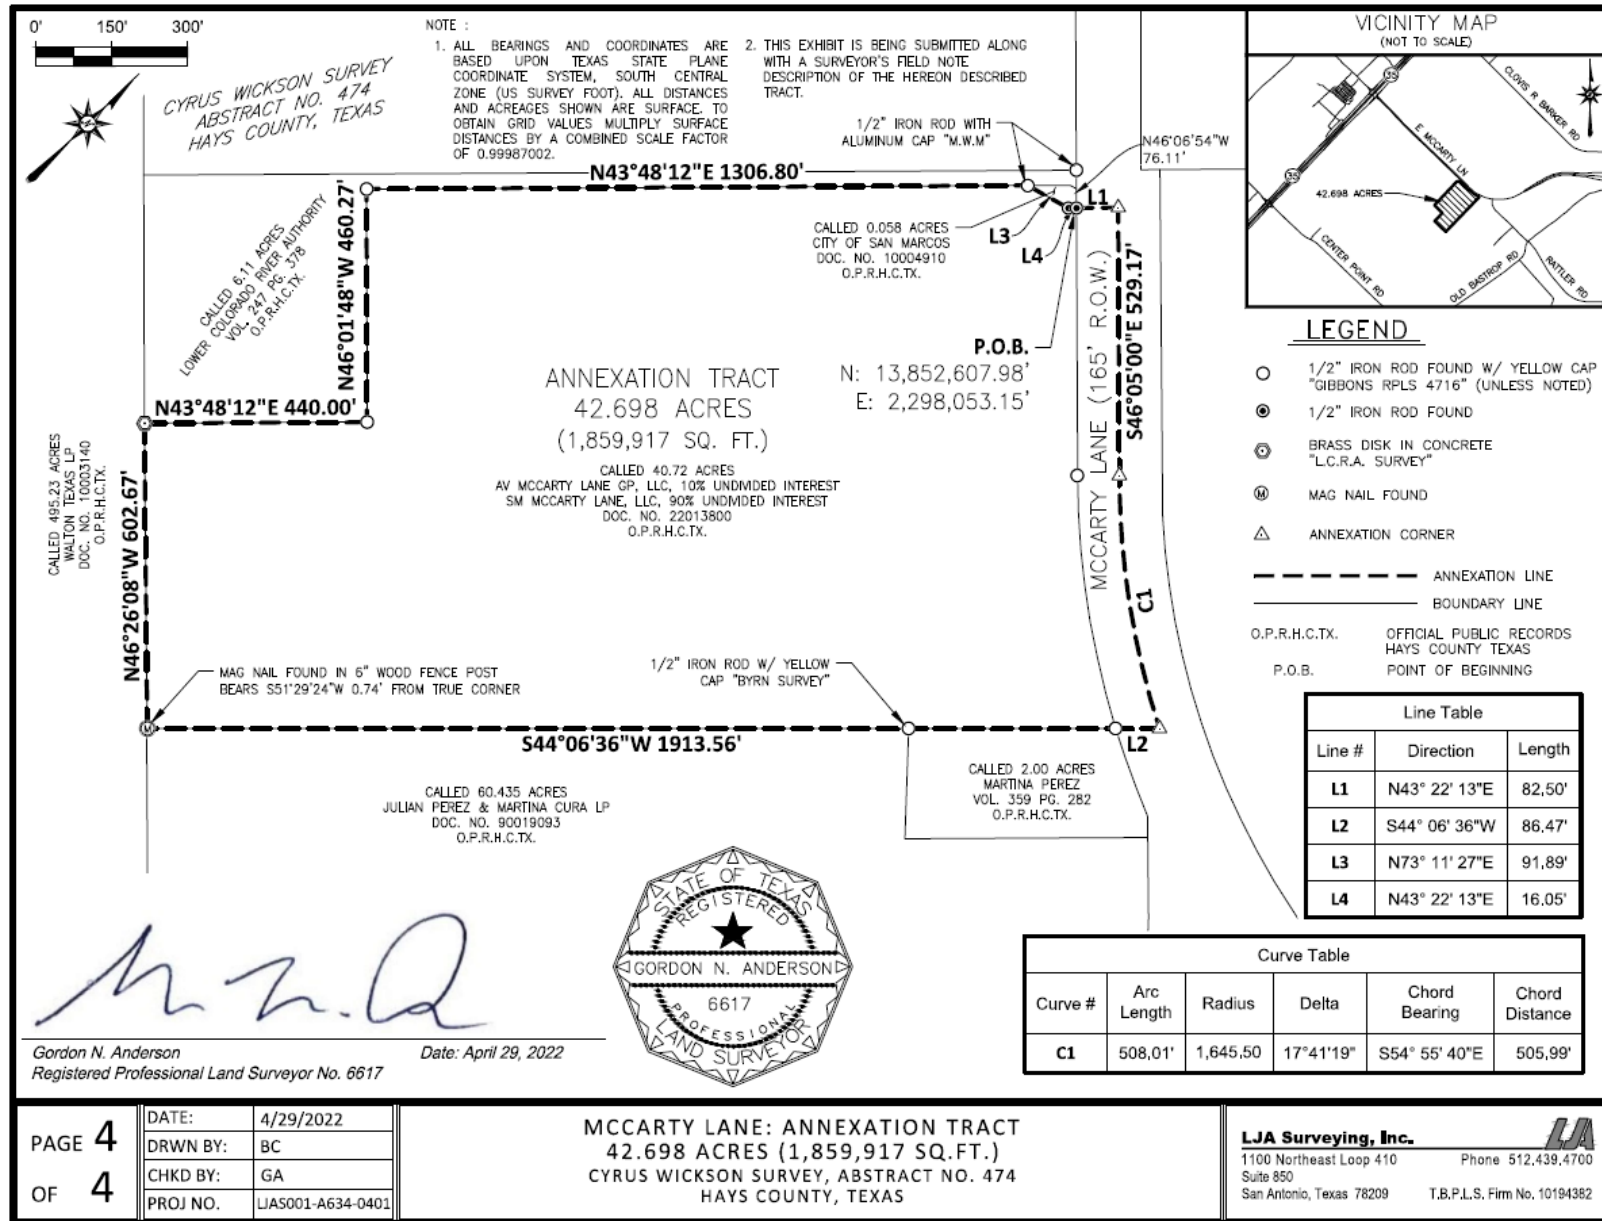 0' 150' 300'
NOTE :
1. ALL BEARINGS AND COORDINATES ARE
BASED UPON TEXAS STATE PLANE
COORDINATE SYSTEM, SOUTH CENTRAL
ZONE (US SURVEY FOOT). ALL DISTANCES
AND ACREAGES SHOWN ARE SURFACE. TO
OBTAIN GRID VALUES MULTIPLY SURFACE
DISTANCES BY A COMBINED SCALE FACTOR
OF 0.99987002.
2. THIS EXHIBIT IS BEING SUBMITTED ALONG
WITH A SURVEYOR'S FIELD NOTE
DESCRIPTION OF THE HEREON DESCRIBED
TRACT.
CYRUS WICKSON SURVEY
ABSTRACT NO. 474
HAYS COUNTY, TEXAS
1/2" IRON ROD WITH
ALUMINUM CAP "M.W.M"
N46°06'54"W
76.11'
N43°48'12"E 1306.80'
L1
L3
L4
CALLED 0.058 ACRES
CITY OF SAN MARCOS
DOC. NO. 10004910
O.P.R.H.C.TX.
CALLED 6.11 ACRES
LOWER COLORADO RIVER AUTHORITY
VOL. 247 PG. 378
O.P.R.H.C.TX.
N46°01'48"W 460.27'
N43°48'12"E 440.00'
P.O.B.
N: 13,852,607.98'
E: 2,298,053.15'
MCCARTY LANE (165' R.O.W.)
S46°05'00"E 529.17'
C1
ANNEXATION TRACT
42.698 ACRES
(1,859,917 SQ. FT.)
CALLED 40.72 ACRES
AV MCCARTY LANE GP, LLC, 10% UNDIVIDED INTEREST
SM MCCARTY LANE, LLC, 90% UNDIVIDED INTEREST
DOC. NO. 22013800
O.P.R.H.C.TX.
CALLED 495.23 ACRES
WALTON TEXAS LP
DOC. NO. 10003140
O.P.R.H.C.TX.
N46°26'08"W 602.67'
MAG NAIL FOUND IN 6" WOOD FENCE POST
BEARS S51°29'24"W 0.74' FROM TRUE CORNER
1/2" IRON ROD W/ YELLOW
CAP "BYRN SURVEY"
M
S44°06'36"W 1913.56'
L2
CALLED 60.435 ACRES
JULIAN PEREZ & MARTINA CURA LP
DOC. NO. 90019093
O.P.R.H.C.TX.
CALLED 2.00 ACRES
MARTINA PEREZ
VOL. 359 PG. 282
O.P.R.H.C.TX.
VICINITY MAP
(NOT TO SCALE)
35
CLOVIS R BARKER RD
E MCCARTY LN
35
42.698 ACRES
CENTER POINT RD
OLD BASTROP RD
RATTLER RD
LEGEND
1/2" IRON ROD FOUND W/ YELLOW CAP
"GIBBONS RPLS 4716" (UNLESS NOTED)
1/2" IRON ROD FOUND
BRASS DISK IN CONCRETE
"L.C.R.A. SURVEY"
M MAG NAIL FOUND
ANNEXATION CORNER
ANNEXATION LINE
BOUNDARY LINE
O.P.R.H.C.TX. OFFICIAL PUBLIC RECORDS
HAYS COUNTY TEXAS
P.O.B. POINT OF BEGINNING
Line Table
Line # Direction Length
L1 N43° 22' 13"E 82.50'
L2 S44° 06' 36"W 86.47'
L3 N73° 11' 27"E 91.89'
L4 N43° 22' 13"E 16.05'
Curve Table
Curve # Arc Length Radius Delta Chord Bearing Chord Distance
C1 508.01' 1,645.50 17°41'19" S54° 55' 40"E 505.99'
STATE OF TEXAS
REGISTERED
GORDON N. ANDERSON
6617
PROFESSIONAL
LAND SURVEYOR
Gordon N. Anderson Date: April 29, 2022
Registered Professional Land Surveyor No. 6617
PAGE 4
OF 4
DATE: 4/29/2022
DRWN BY: BC
CHKD BY: GA
PROJ NO. LJAS001-A634-0401
MCCARTY LANE: ANNEXATION TRACT
42.698 ACRES (1,859,917 SQ.FT.)
CYRUS WICKSON SURVEY, ABSTRACT NO. 474
HAYS COUNTY, TEXAS
LJA Surveying, Inc. LJA
1100 Northeast Loop 410 Phone 512.439.4700
Suite 850
San Antonio, Texas 78209 T.B.P.L.S. Firm No. 10194382